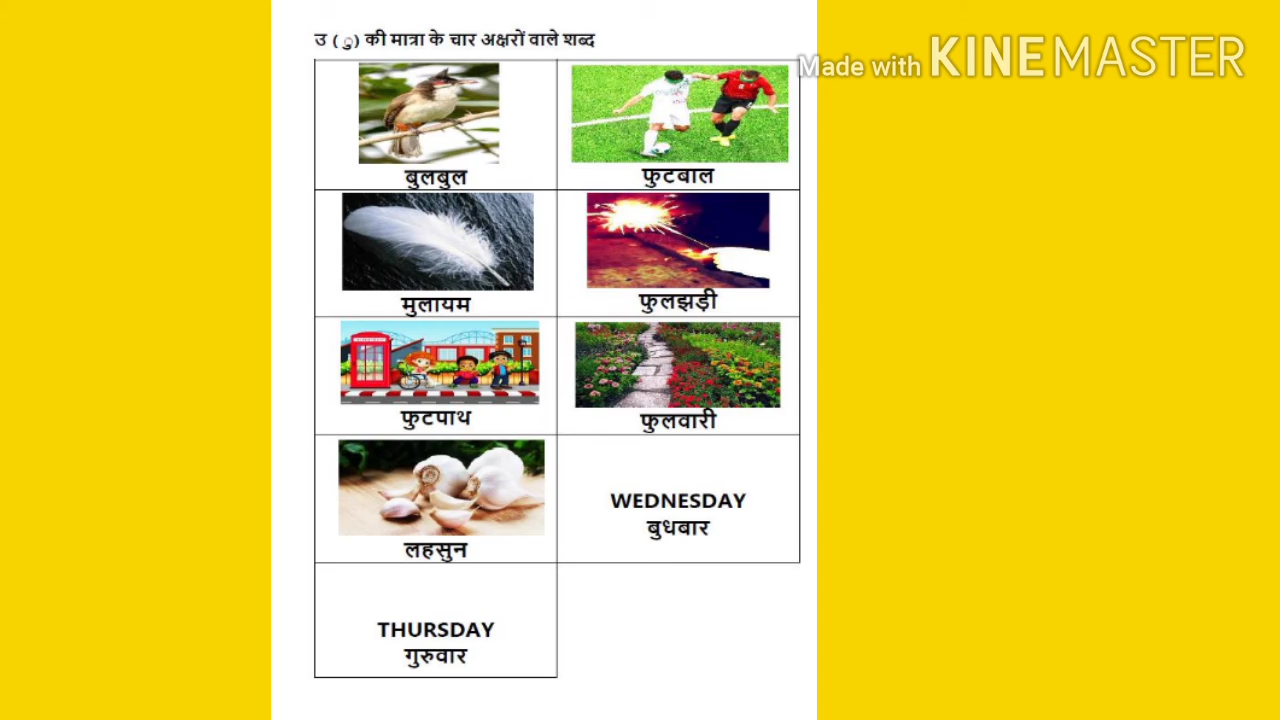 उ ( ु) की मात्रा के चार अक्षरों वाले शब्द
Made with KINEMASTER
बुलबुल
फुटबाल
मुलायम
फुलझड़ी
फुटपाथ
फुलवारी
लहसुन
WEDNESDAY
बुधबार
THURSDAY
गुरुवार